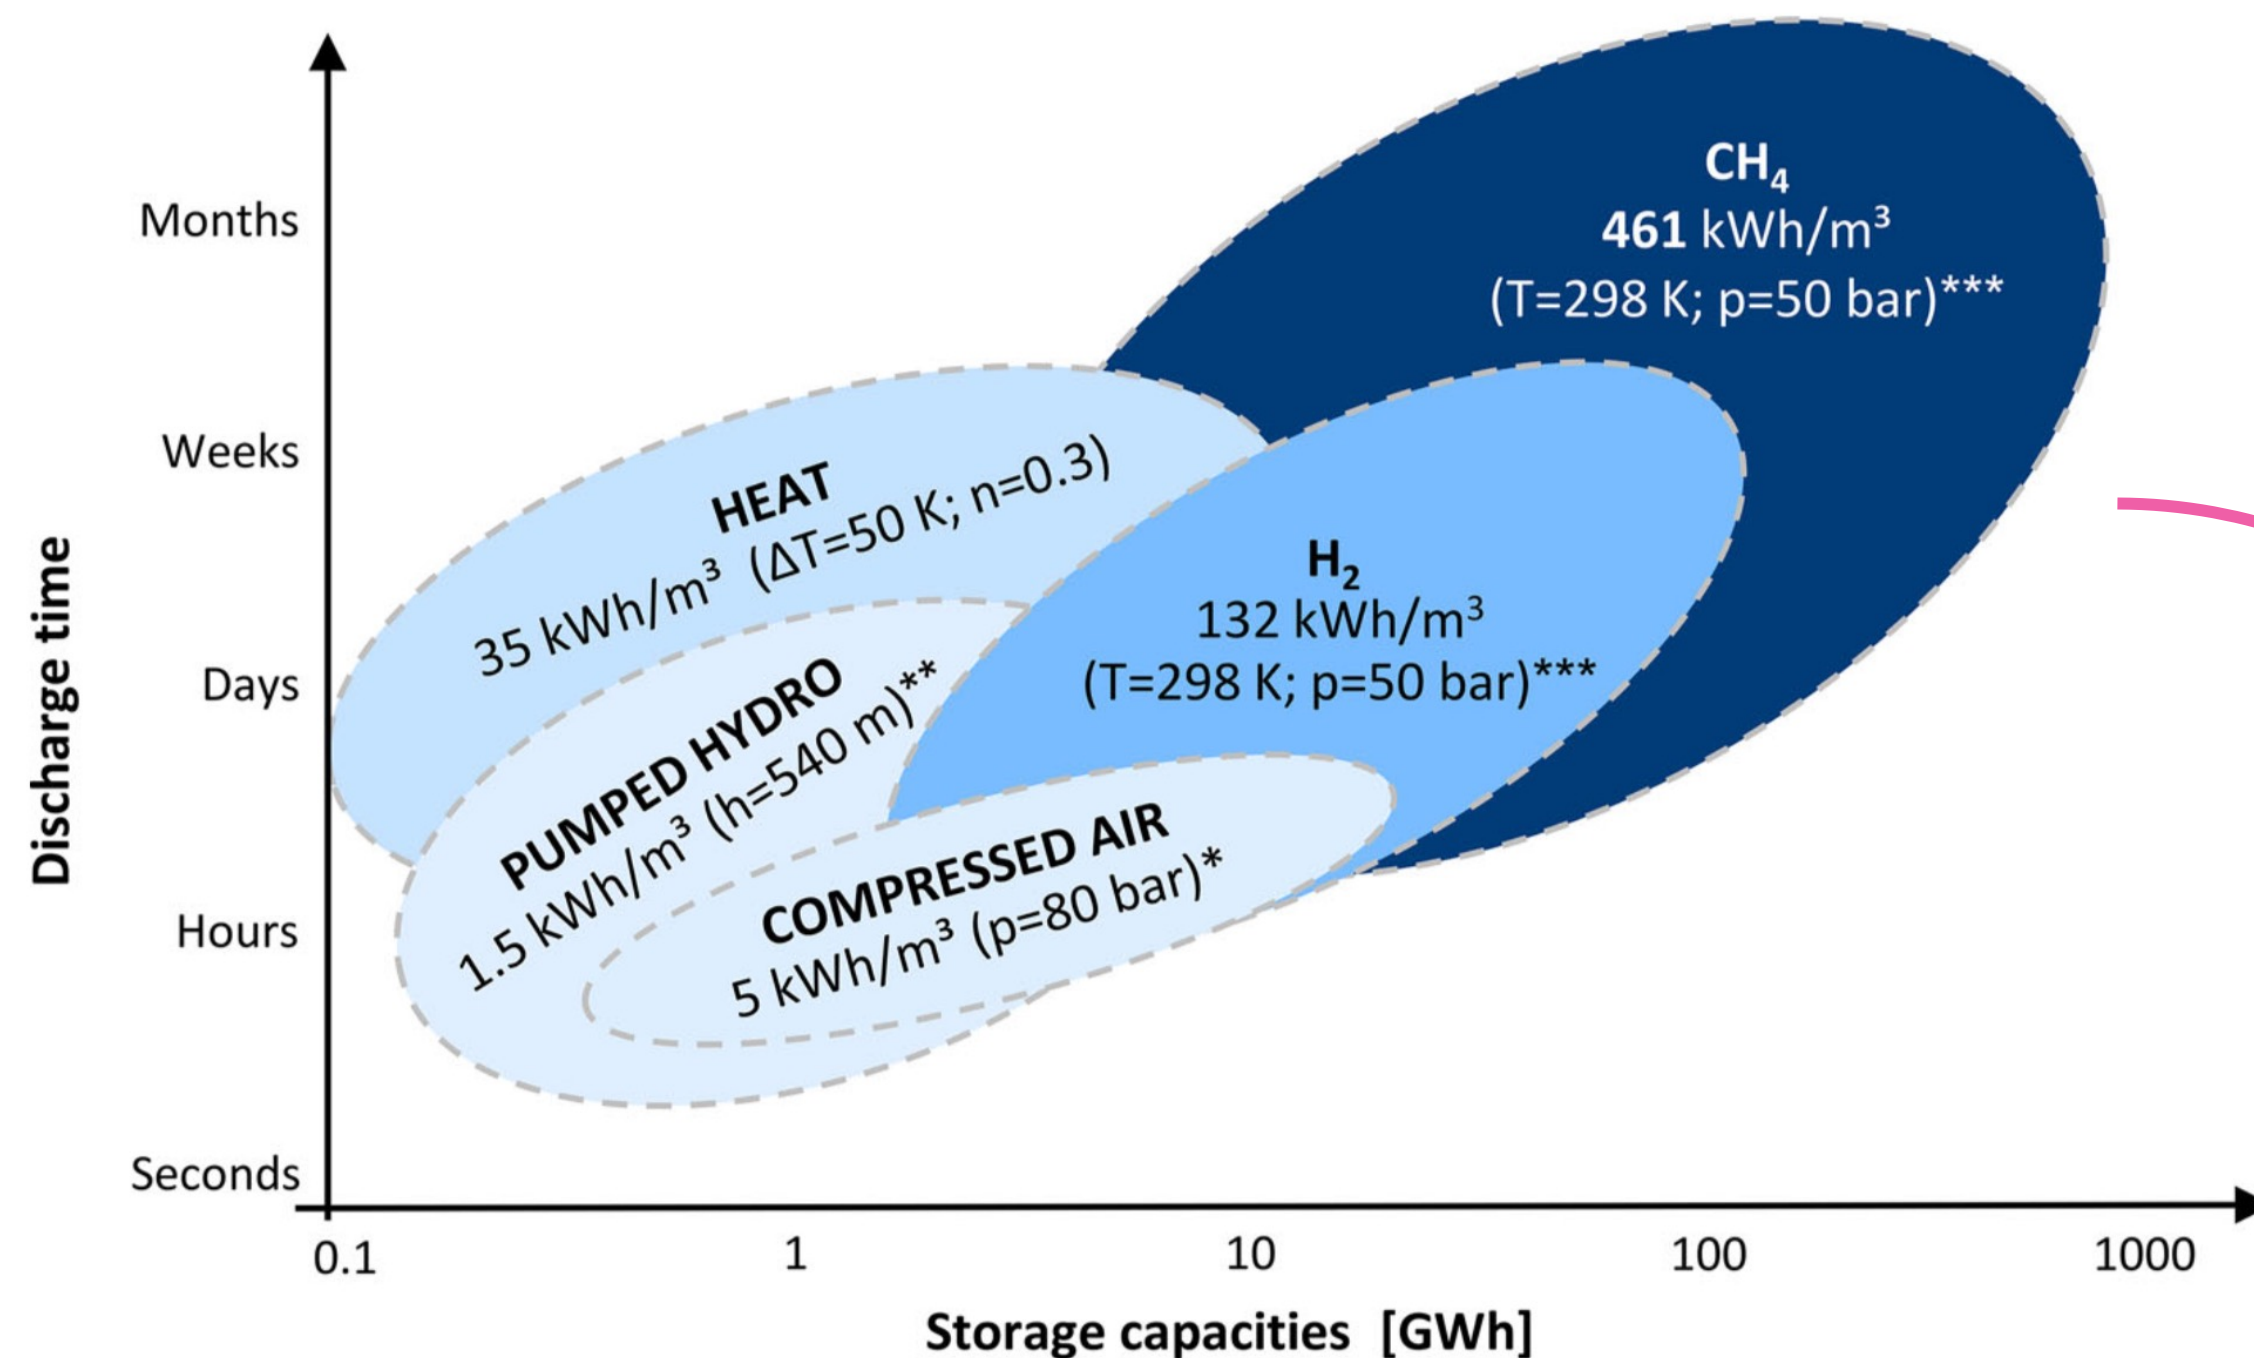 CH₄
461 kWh/m³
(T=298 K; p=50 bar)***
Months
Weeks
HEAT
35 kWh/m³ (ΔT=50 K; n=0.3)
H₂
132 kWh/m³
(T=298 K; p=50 bar)***
Days
PUMPED HYDRO
1.5 kWh/m³ (h=540 m)**
COMPRESSED AIR
5 kWh/m³ (p=80 bar)*
Hours
Seconds
Discharge time
0.1 1 10 100 1000
Storage capacities [GWh]